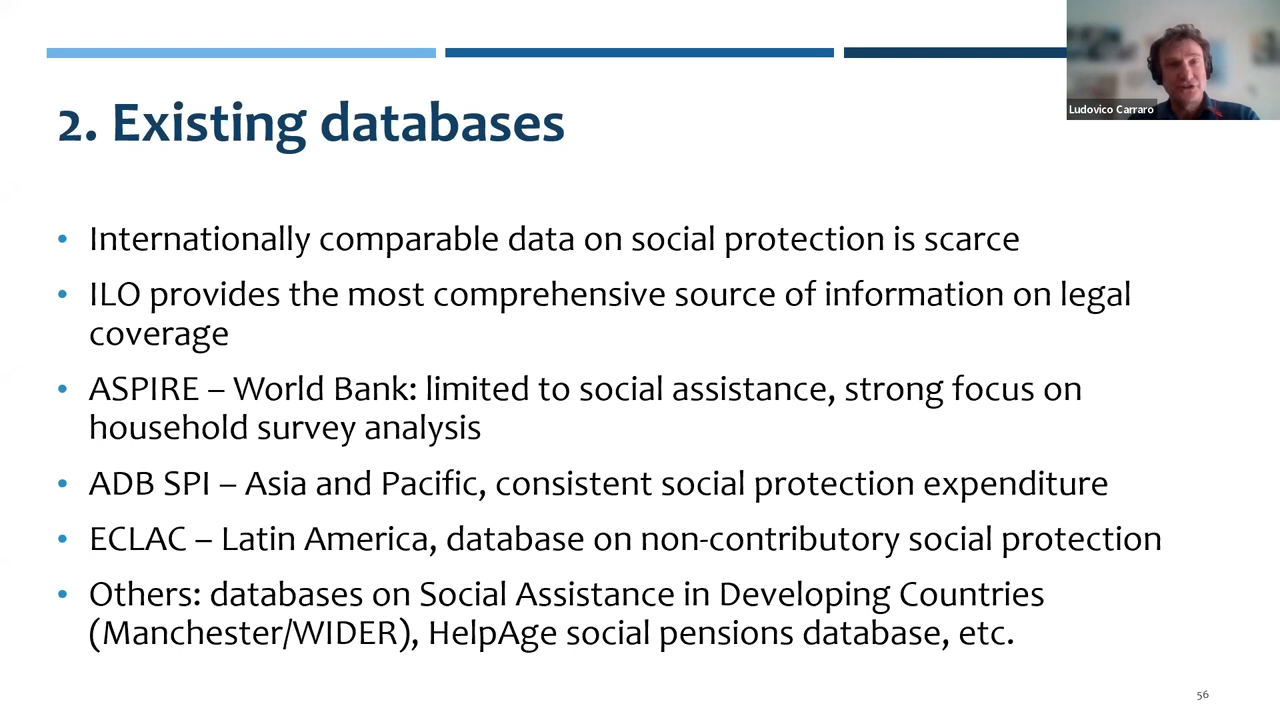 Ludovico Carraro
2. Existing databases
• Internationally comparable data on social protection is scarce
• ILO provides the most comprehensive source of information on legal
coverage
• ASPIRE – World Bank: limited to social assistance, strong focus on
household survey analysis
• ADB SPI – Asia and Pacific, consistent social protection expenditure
• ECLAC – Latin America, database on non-contributory social protection
• Others: databases on Social Assistance in Developing Countries
(Manchester/WIDER), HelpAge social pensions database, etc.
56